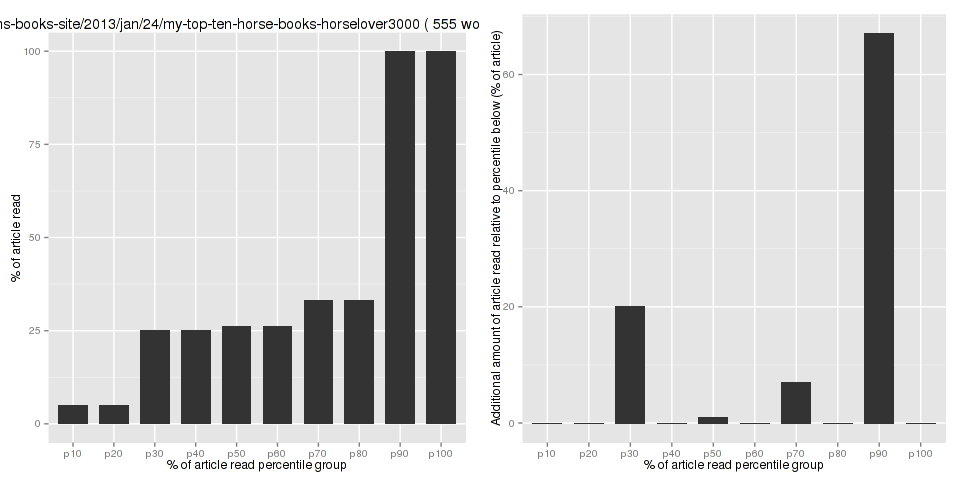 ns-books-site/2013/jan/24/my-top-ten-horse-books-horselover3000 ( 555 wo
% of article read
100
75
50
25
0
p10 p20 p30 p40 p50 p60 p70 p80 p90 p100
% of article read percentile group
Additional amount of article read relative to percentile below (% of article)
60
40
20
0
p10 p20 p30 p40 p50 p60 p70 p80 p90 p100
% of article read percentile group